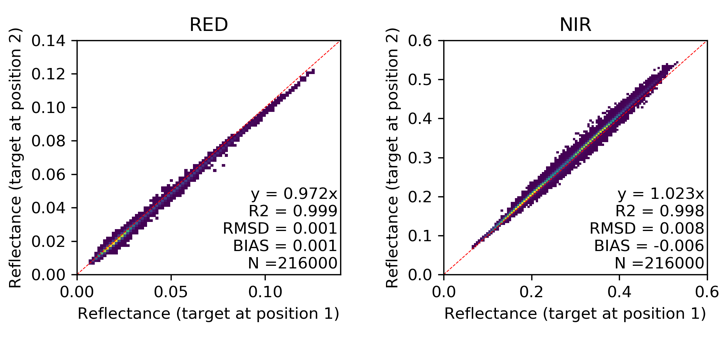 RED
0.14
0.12
0.10
0.08
0.06
0.04
0.02
0.00
Reflectance (target at position 2)
y = 0.972x
R2 = 0.999
RMSD = 0.001
BIAS = 0.001
N =216000
0.00
0.05
0.10
Reflectance (target at position 1)
NIR
0.6
0.5
0.4
0.3
0.2
0.1
0.0
Reflectance (target at position 2)
y = 1.023x
R2 = 0.998
RMSD = 0.008
BIAS = -0.006
N =216000
0.0
0.2
0.4
0.6
Reflectance (target at position 1)